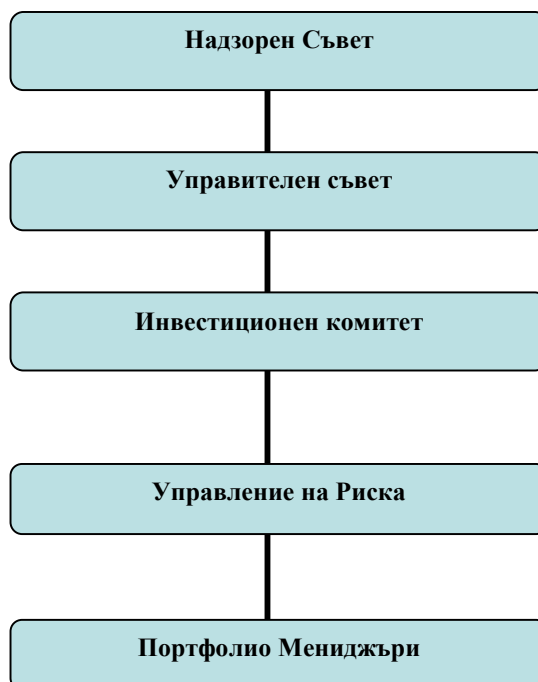 Надзорен Съвет
Управителен съвет
Инвестиционен комитет
Управление на Риска
Портфолио Мениджъри